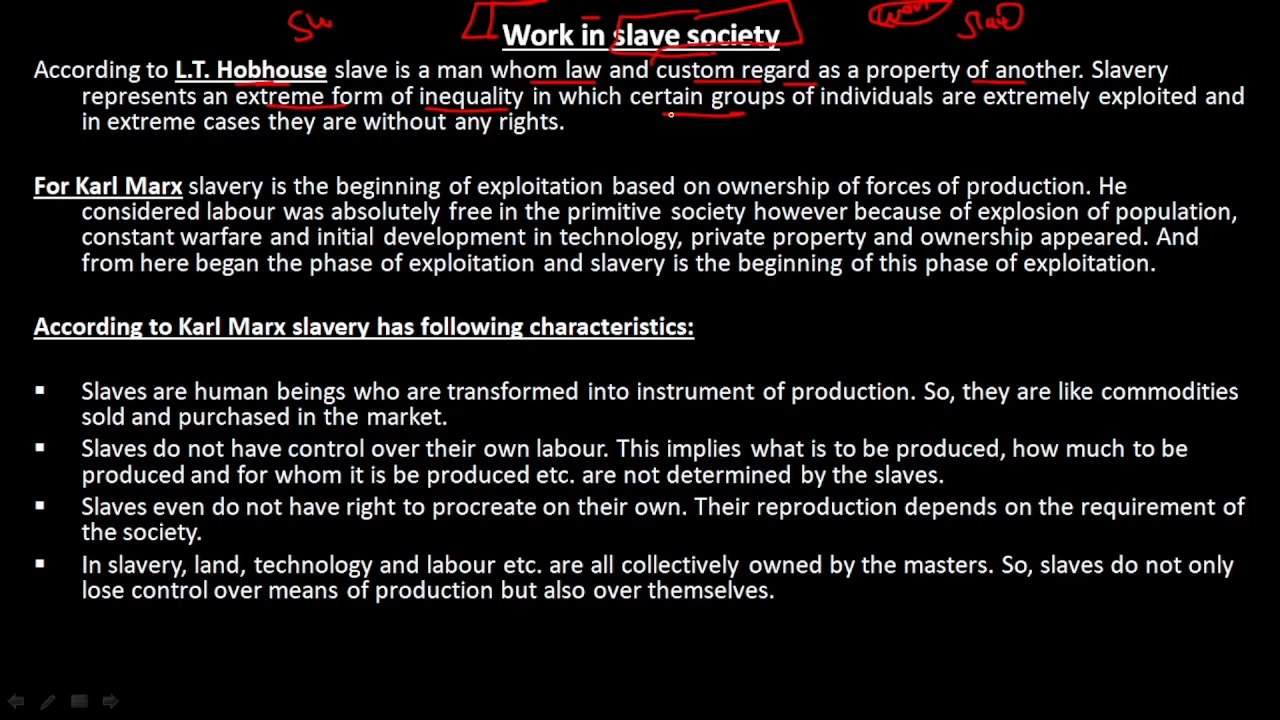 Work in slave society
According to L.T. Hobhouse slave is a man whom law and custom regard as a property of another. Slavery
represents an extreme form of inequality in which certain groups of individuals are extremely exploited and
in extreme cases they are without any rights.
For Karl Marx slavery is the beginning of exploitation based on ownership of forces of production. He
considered labour was absolutely free in the primitive society however because of explosion of population,
constant warfare and initial development in technology, private property and ownership appeared. And
from here began the phase of exploitation and slavery is the beginning of this phase of exploitation.
According to Karl Marx slavery has following characteristics:
▪ Slaves are human beings who are transformed into instrument of production. So, they are like commodities
sold and purchased in the market.
▪ Slaves do not have control over their own labour. This implies what is to be produced, how much to be
produced and for whom it is be produced etc. are not determined by the slaves.
▪ Slaves even do not have right to procreate on their own. Their reproduction depends on the requirement of
the society.
▪ In slavery, land, technology and labour etc. are all collectively owned by the masters. So, slaves do not only
lose control over means of production but also over themselves.